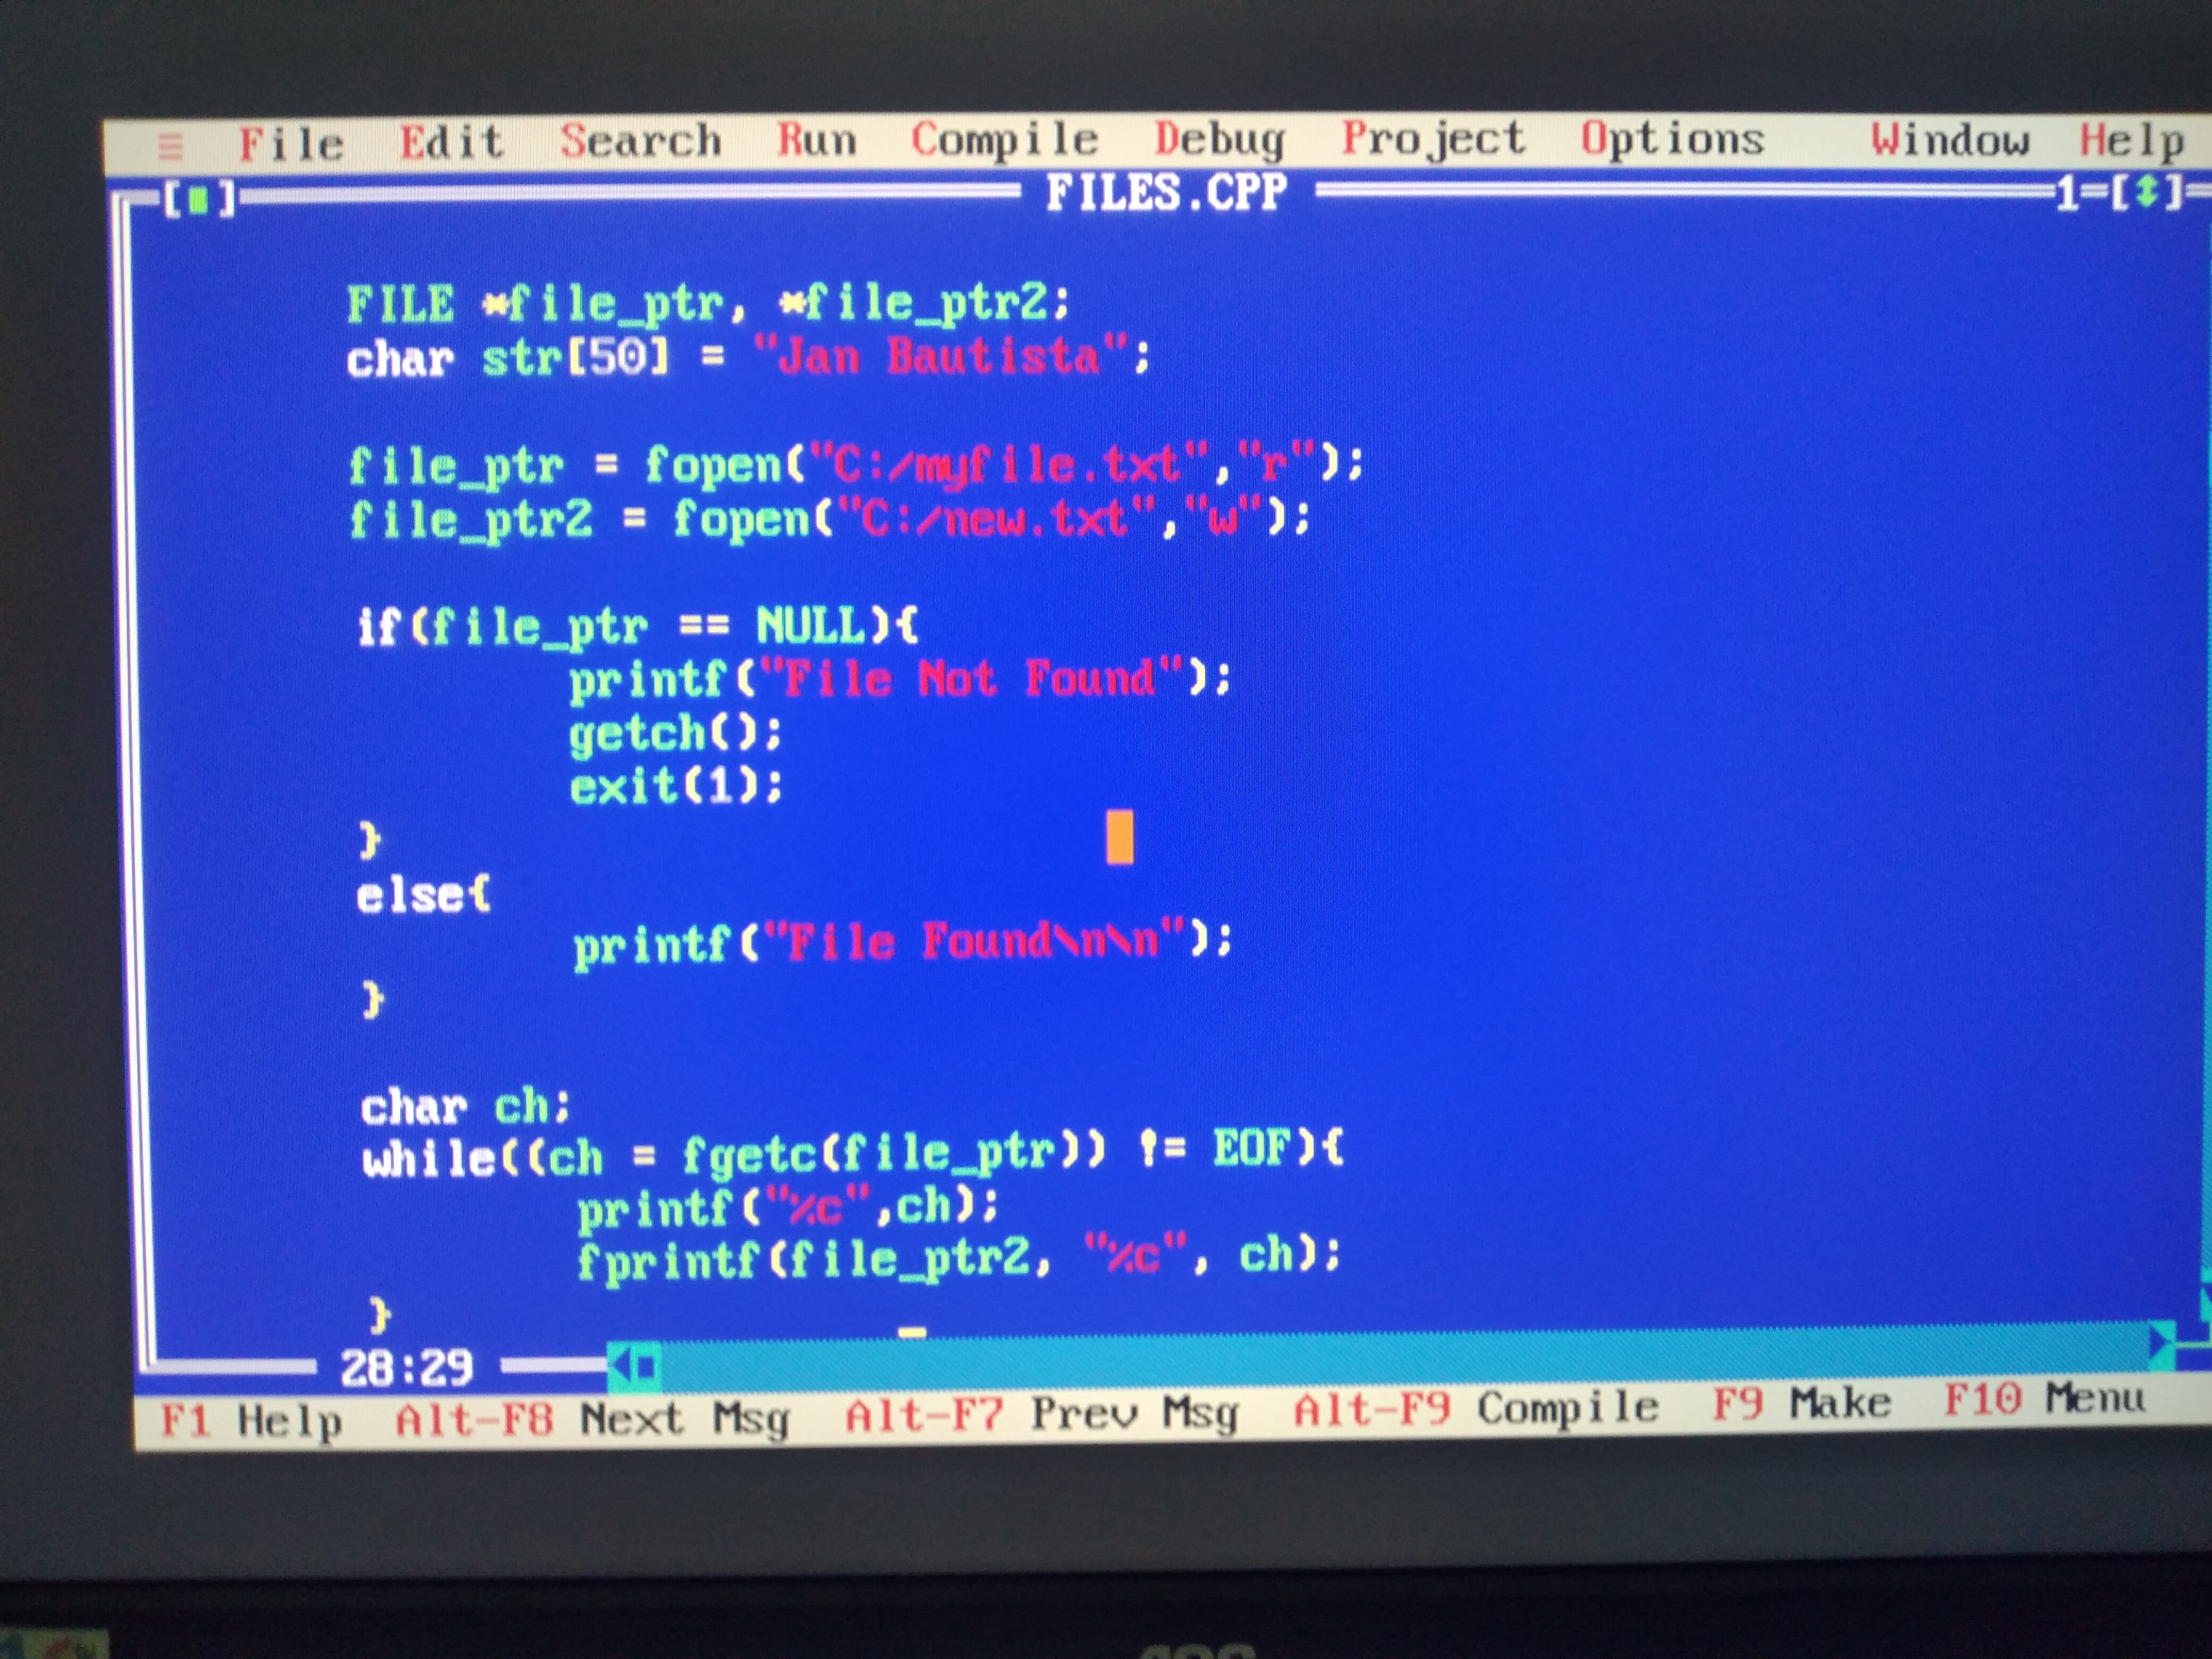 ≡ File Edit Search Run Compile Debug Project Options Window Help
[■] FILES.CPP 1=[↕]
FILE *file_ptr, *file_ptr2;
char str[50] = "Jan Bautista";
file_ptr = fopen("C:/myfile.txt","r");
file_ptr2 = fopen("C:/new.txt","w");
if(file_ptr == NULL){
printf("File Not Found");
getch();
exit(1);
}
else{
printf("File Found\n\n");
}
char ch;
while((ch = fgetc(file_ptr)) != EOF){
printf("%c",ch);
fprintf(file_ptr2, "%c", ch);
}
28:29
F1 Help Alt-F8 Next Msg Alt-F7 Prev Msg Alt-F9 Compile F9 Make F10 Menu